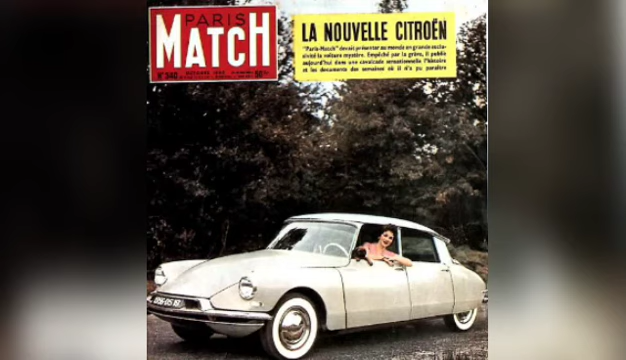 PARIS
MATCH
N° 340
LA NOUVELLE CITROËN
"Paris-Match" devait présenter au monde en grande exclu-
sivité la voiture mystère. Empêché par la grève, il publie
aujourd'hui dans une cavalcade sensationnelle l'histoire
et les documents des semaines où il n'a pu paraître